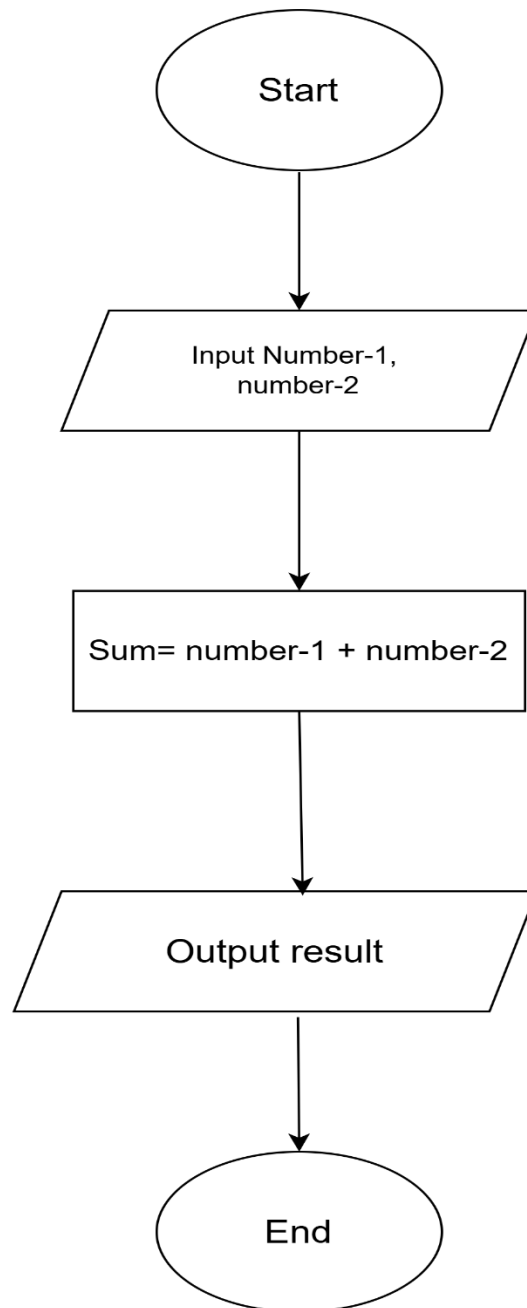 Start
Input Number-1,
number-2
Sum= number-1 + number-2
Output result
End